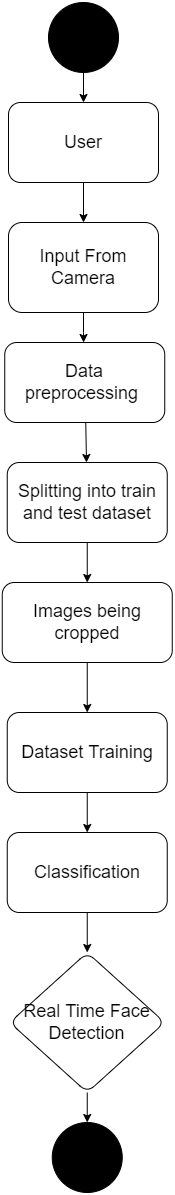 User
Input From
Camera
Data
preprocessing
Splitting into train
and test dataset
Images being
cropped
Dataset Training
Classification
Real Time Face
Detection